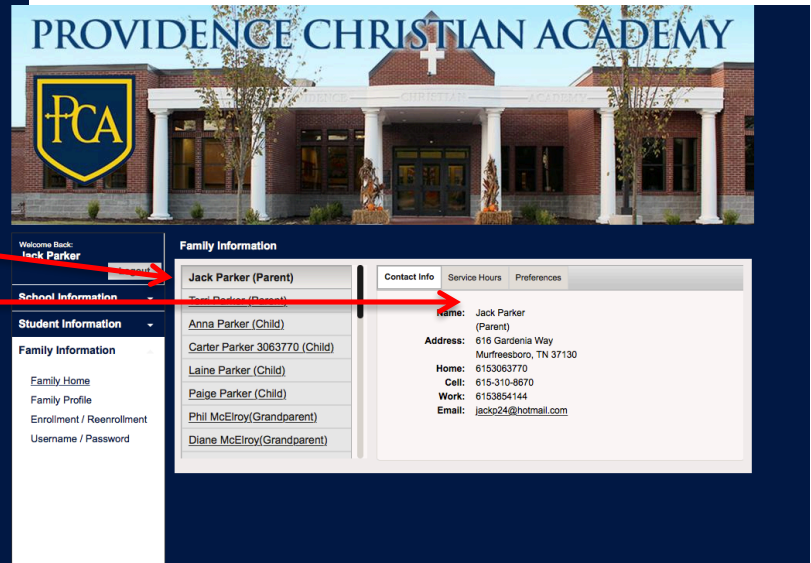 PROVIDENCE CHRISTIAN ACADEMY
CHRISTIAN ACADEMY
PCA
Welcome Back:
Jack Parker
Logout
School Information
Student Information
Family Information
Family Home
Family Profile
Enrollment / Reenrollment
Username / Password
Family Information
Jack Parker (Parent)
Terri Parker (Parent)
Anna Parker (Child)
Carter Parker 3063770 (Child)
Laine Parker (Child)
Paige Parker (Child)
Phil McElroy(Grandparent)
Diane McElroy(Grandparent)
Contact Info Service Hours Preferences
Name: Jack Parker
(Parent)
Address: 616 Gardenia Way
Murfreesboro, TN 37130
Home: 6153063770
Cell: 615-310-8670
Work: 6153854144
Email: jackp24@hotmail.com